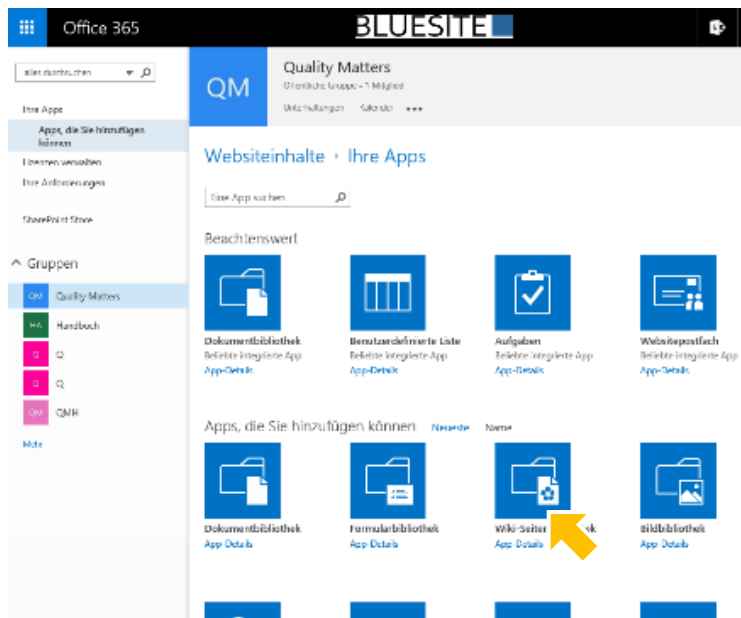 Office 365
BLUESITE
alles durchsuchen
Ihre Apps
Apps, die Sie hinzufügen
können
Lizenzen verwalten
Ihre Anforderungen
SharePoint Store
Gruppen
QM Quality Matters
HA Handbuch
Q Q
Q Q
QM QMH
Mehr
QM
Quality Matters
Öffentliche Gruppe - 1 Mitglied
Unterhaltungen Kalender •••
Websiteinhalte › Ihre Apps
Eine App suchen
Beachtenswert
Dokumentbibliothek
Beliebte integrierte App
App-Details
Benutzerdefinierte Liste
Beliebte integrierte App
App-Details
Aufgaben
Beliebte integrierte App
App-Details
Websitepostfach
Beliebte integrierte App
App-Details
Apps, die Sie hinzufügen können Neueste Name
Dokumentbibliothek
App-Details
Formularbibliothek
App-Details
Wiki-Seiten ek
App-Details
Bildbibliothek
App-Details